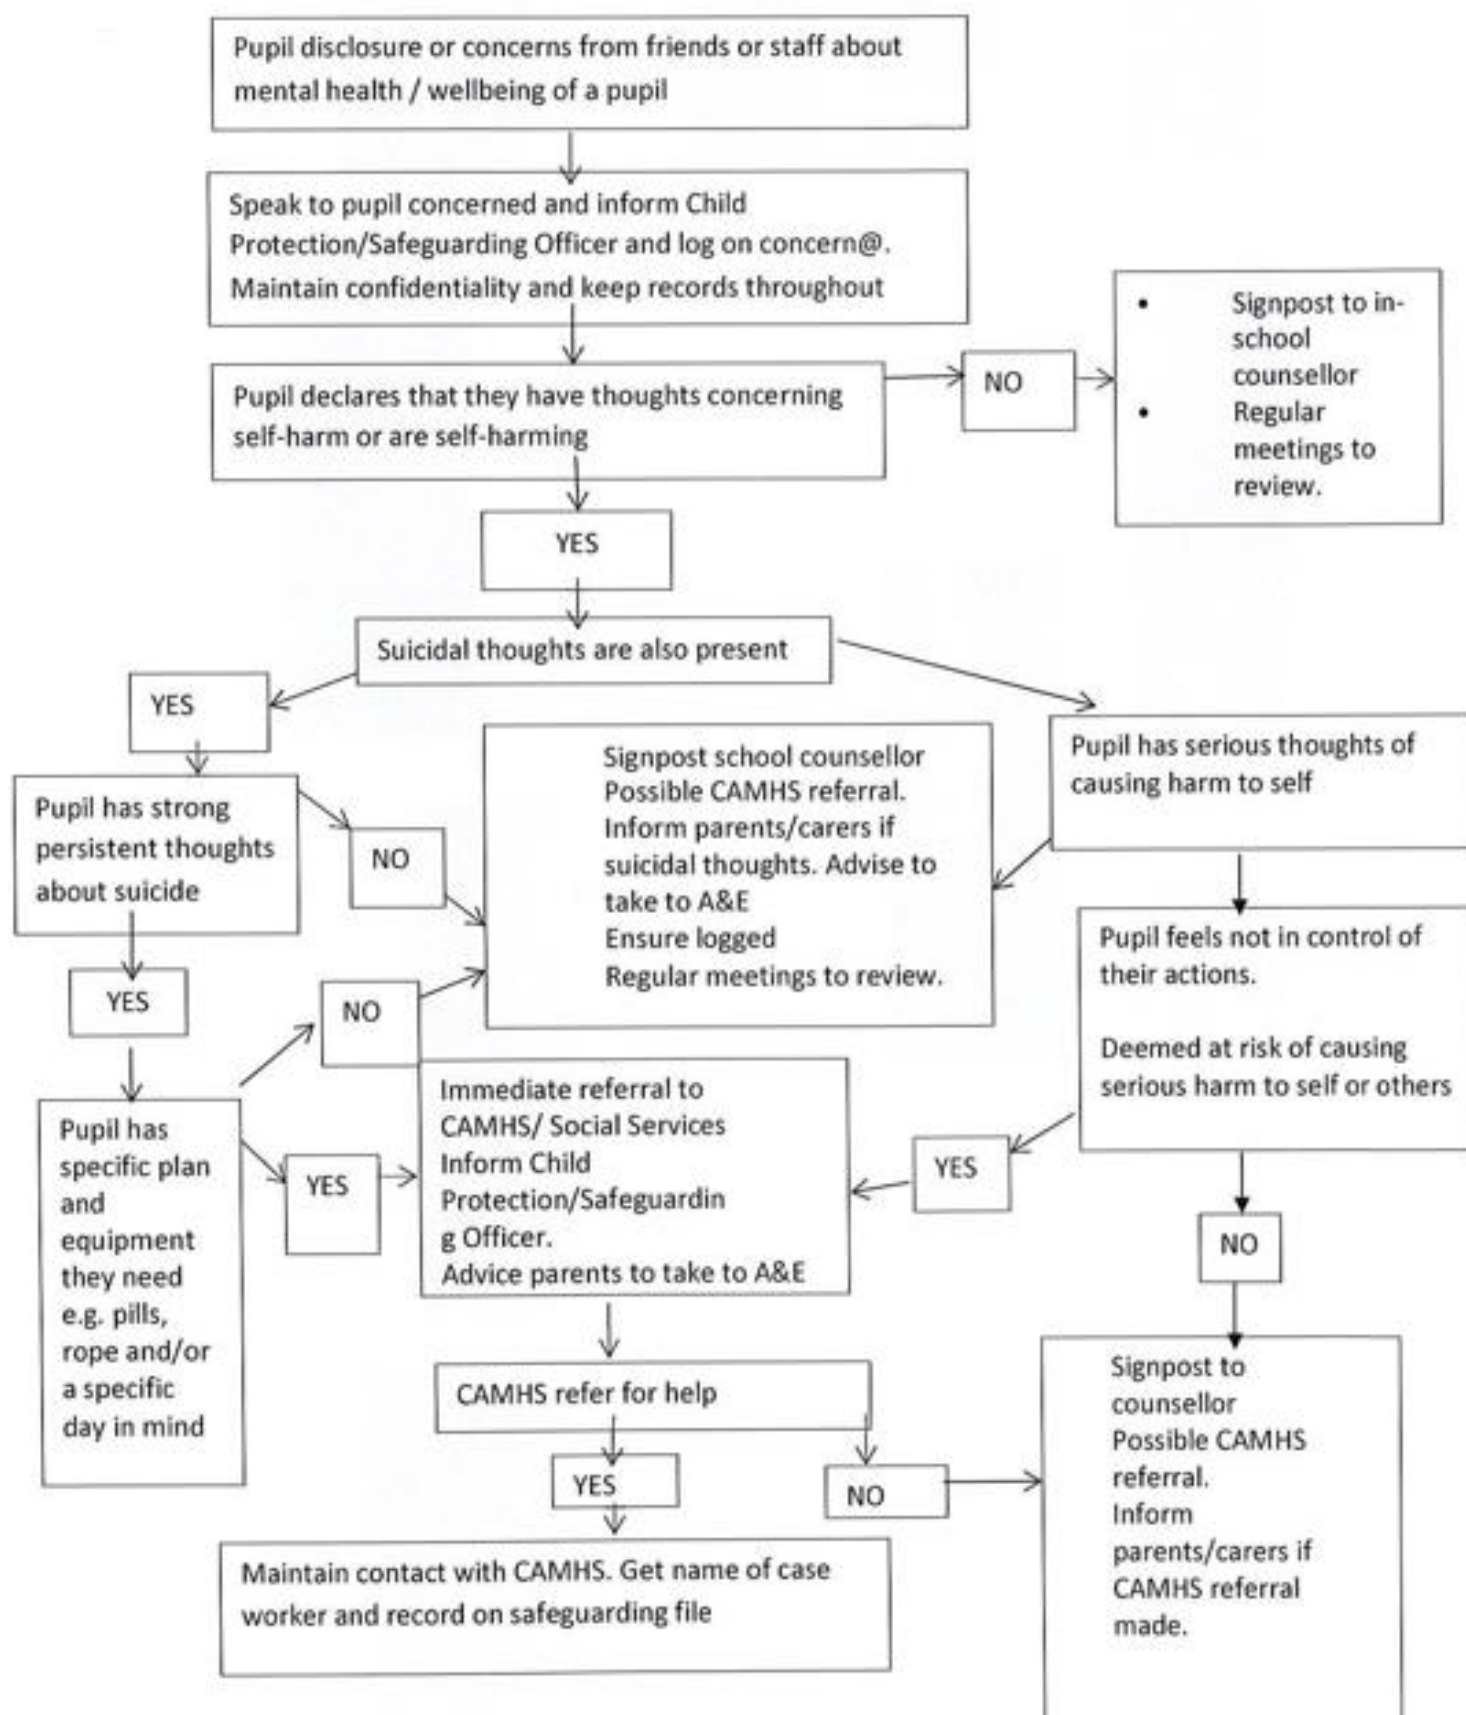 Pupil disclosure or concerns from friends or staff about
mental health / wellbeing of a pupil
Speak to pupil concerned and inform Child
Protection/Safeguarding Officer and log on concern@.
Maintain confidentiality and keep records throughout
Pupil declares that they have thoughts concerning
self-harm or are self-harming
NO
• Signpost to in-
school
counsellor
• Regular
meetings to
review.
YES
Suicidal thoughts are also present
YES
Pupil has strong
persistent thoughts
about suicide
NO
YES
Signpost school counsellor
Possible CAMHS referral.
Inform parents/carers if
suicidal thoughts. Advise to
take to A&E
Ensure logged
Regular meetings to review.
Pupil has serious thoughts of
causing harm to self
Pupil feels not in control of
their actions.
Deemed at risk of causing
serious harm to self or others
NO
Pupil has
specific plan
and
equipment
they need
e.g. pills,
rope and/or
a specific
day in mind
YES
Immediate referral to
CAMHS/ Social Services
Inform Child
Protection/Safeguardin
g Officer.
Advice parents to take to A&E
YES
NO
CAMHS refer for help
YES
NO
Signpost to
counsellor
Possible CAMHS
referral.
Inform
parents/carers if
CAMHS referral
made.
Maintain contact with CAMHS. Get name of case
worker and record on safeguarding file